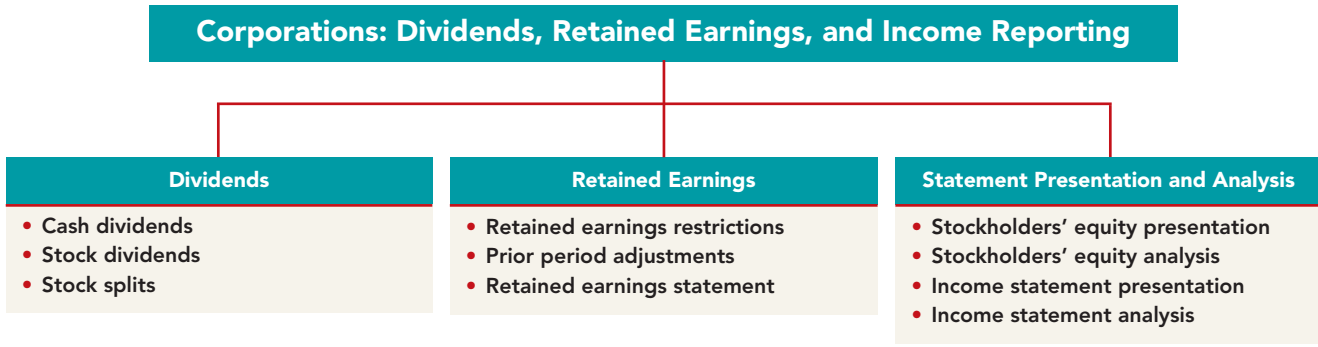 Corporations: Dividends, Retained Earnings, and Income Reporting
Dividends
• Cash dividends
• Stock dividends
• Stock splits
Retained Earnings
• Retained earnings restrictions
• Prior period adjustments
• Retained earnings statement
Statement Presentation and Analysis
• Stockholders’ equity presentation
• Stockholders’ equity analysis
• Income statement presentation
• Income statement analysis